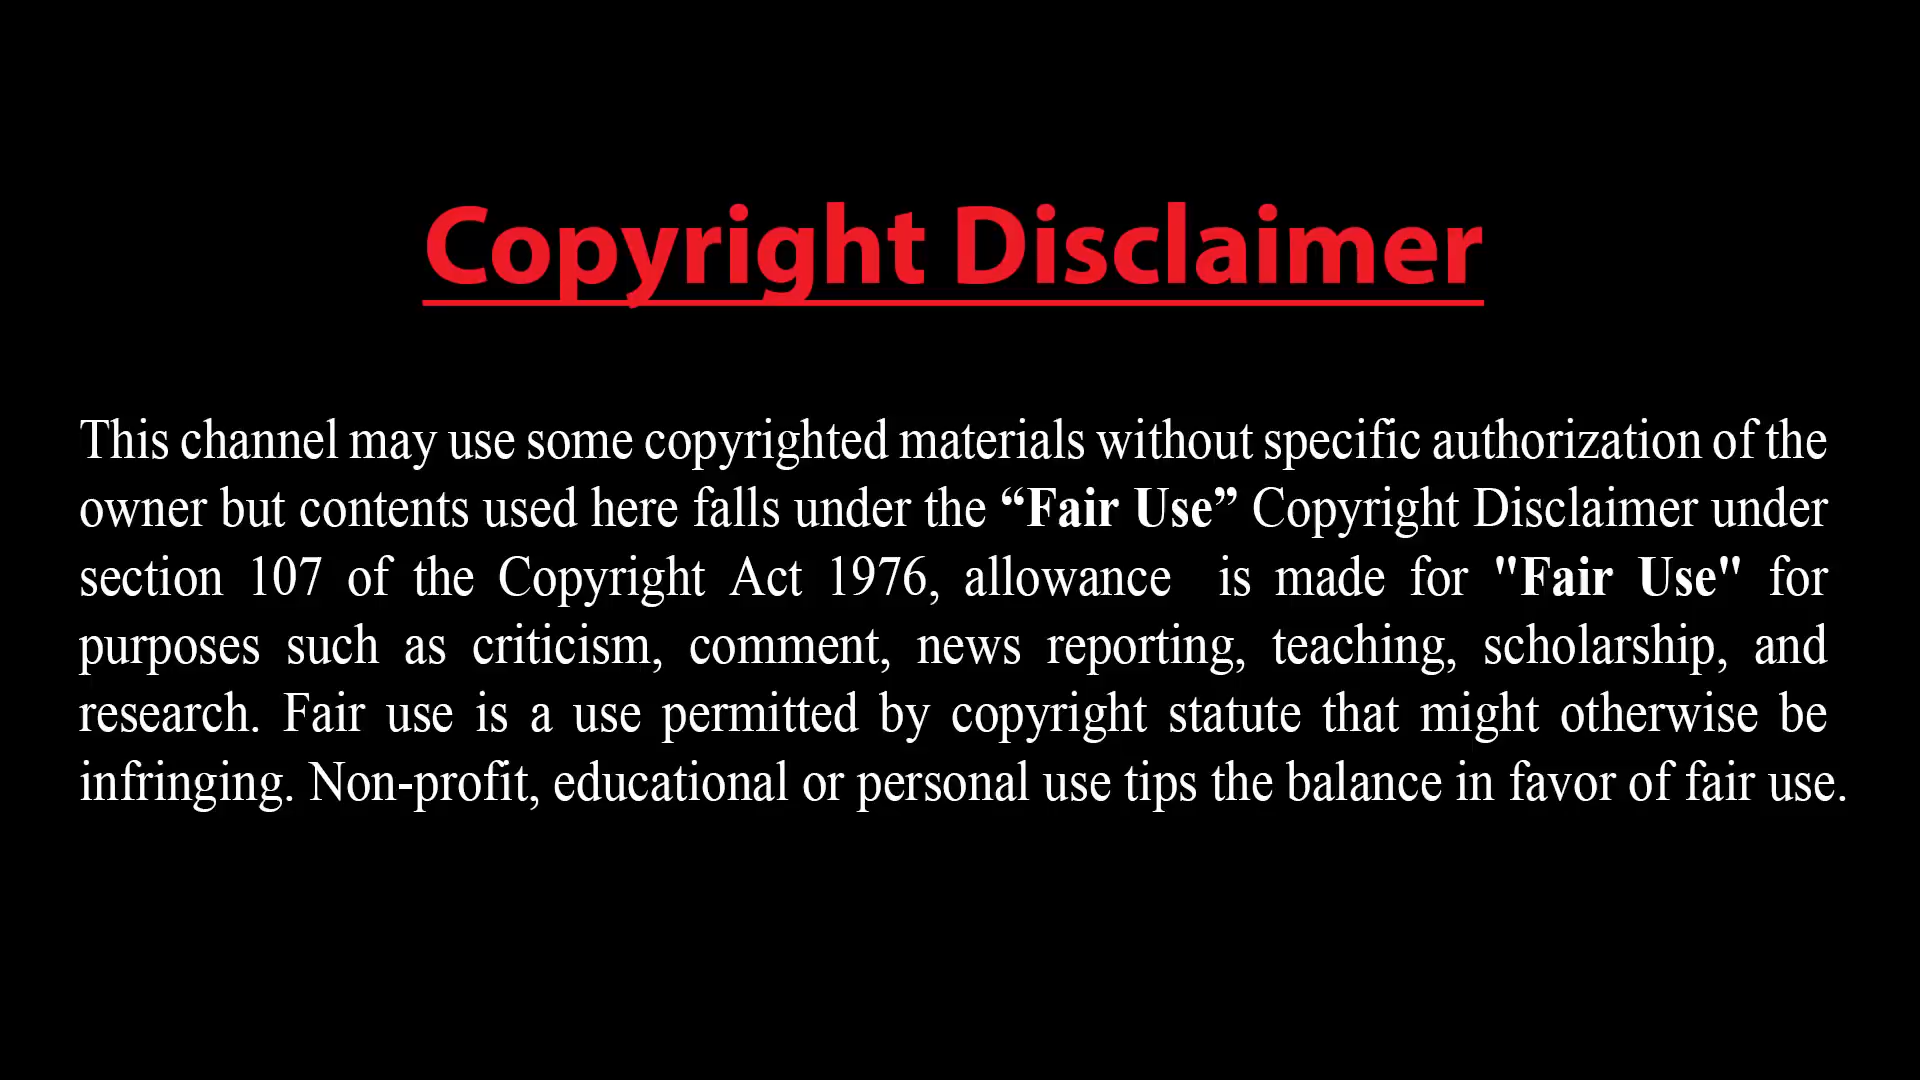 Copyright Disclaimer
This channel may use some copyrighted materials without specific authorization of the
owner but contents used here falls under the “Fair Use” Copyright Disclaimer under
section 107 of the Copyright Act 1976, allowance  is made for "Fair Use" for
purposes such as criticism, comment, news reporting, teaching, scholarship, and
research. Fair use is a use permitted by copyright statute that might otherwise be
infringing. Non-profit, educational or personal use tips the balance in favor of fair use.